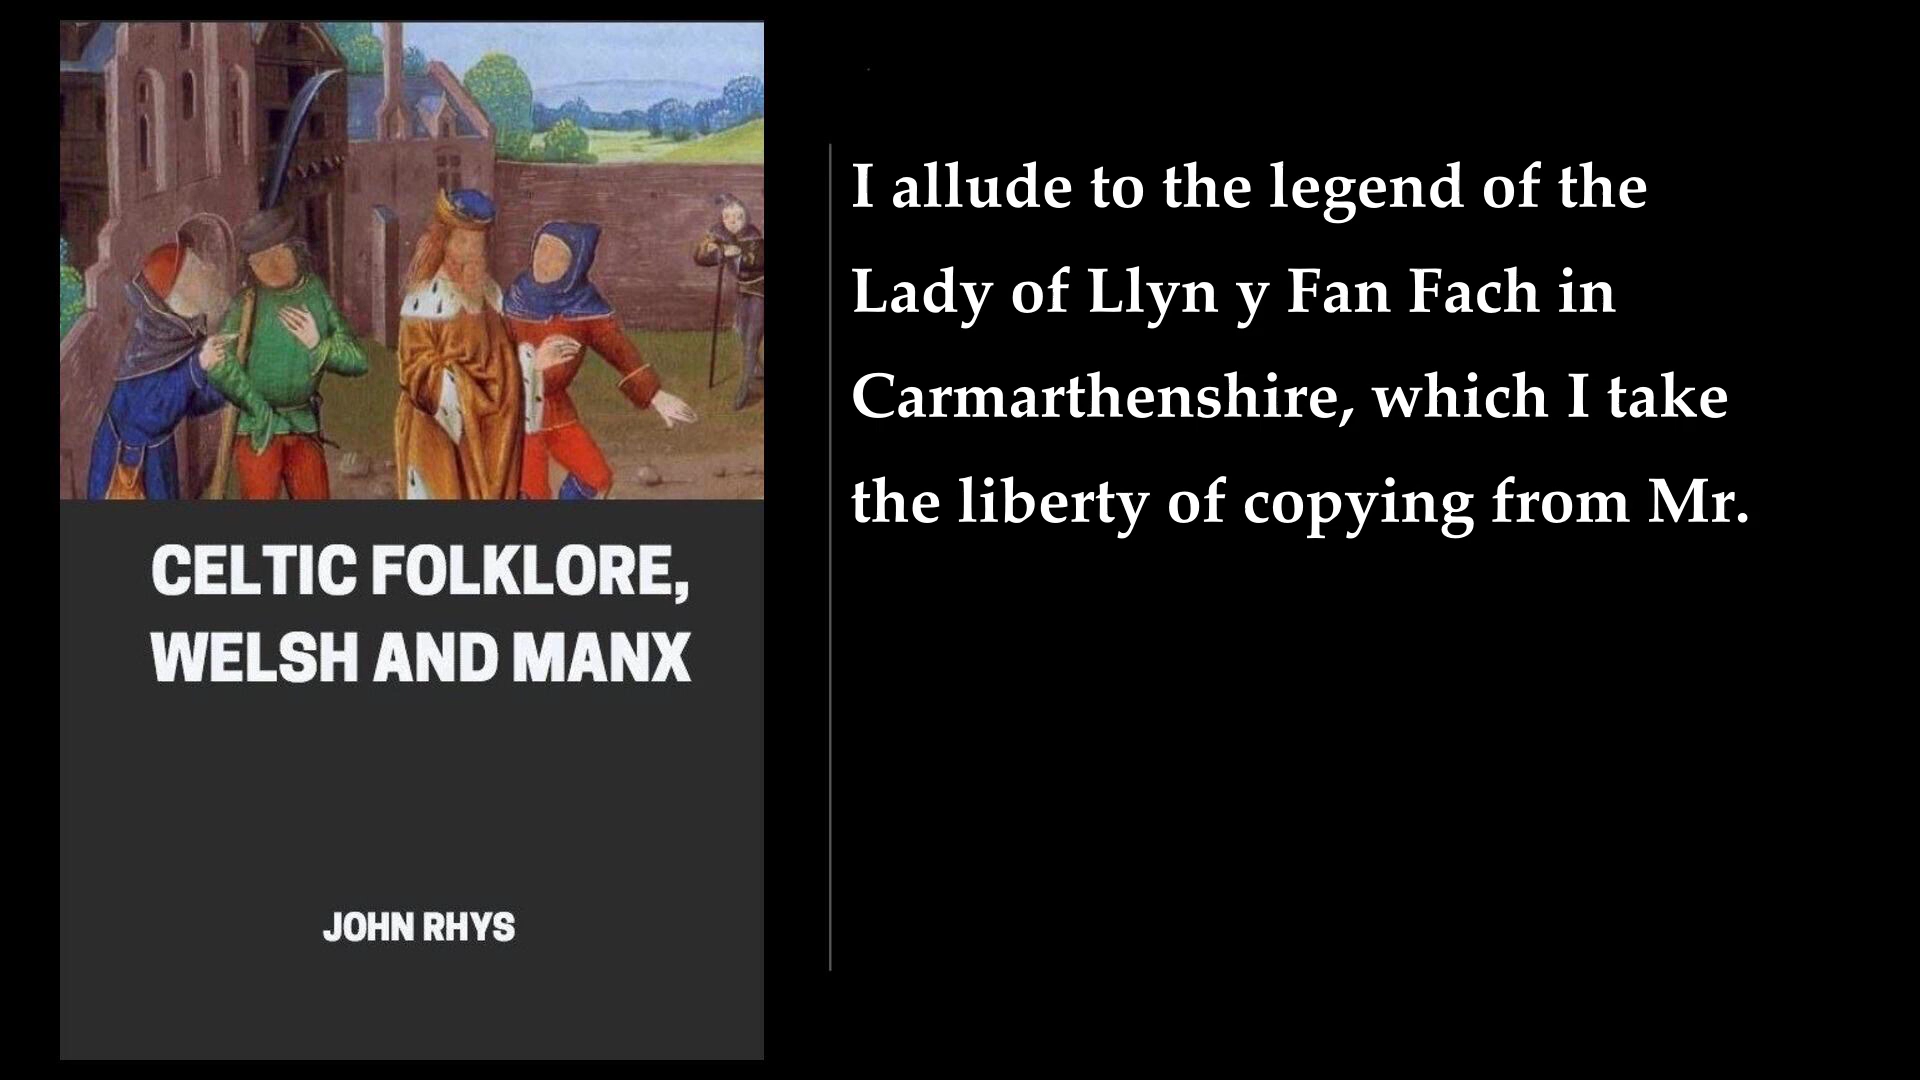 CELTIC FOLKLORE,
WELSH AND MANX
JOHN RHYS
I allude to the legend of the
Lady of Llyn y Fan Fach in
Carmarthenshire, which I take
the liberty of copying from Mr.